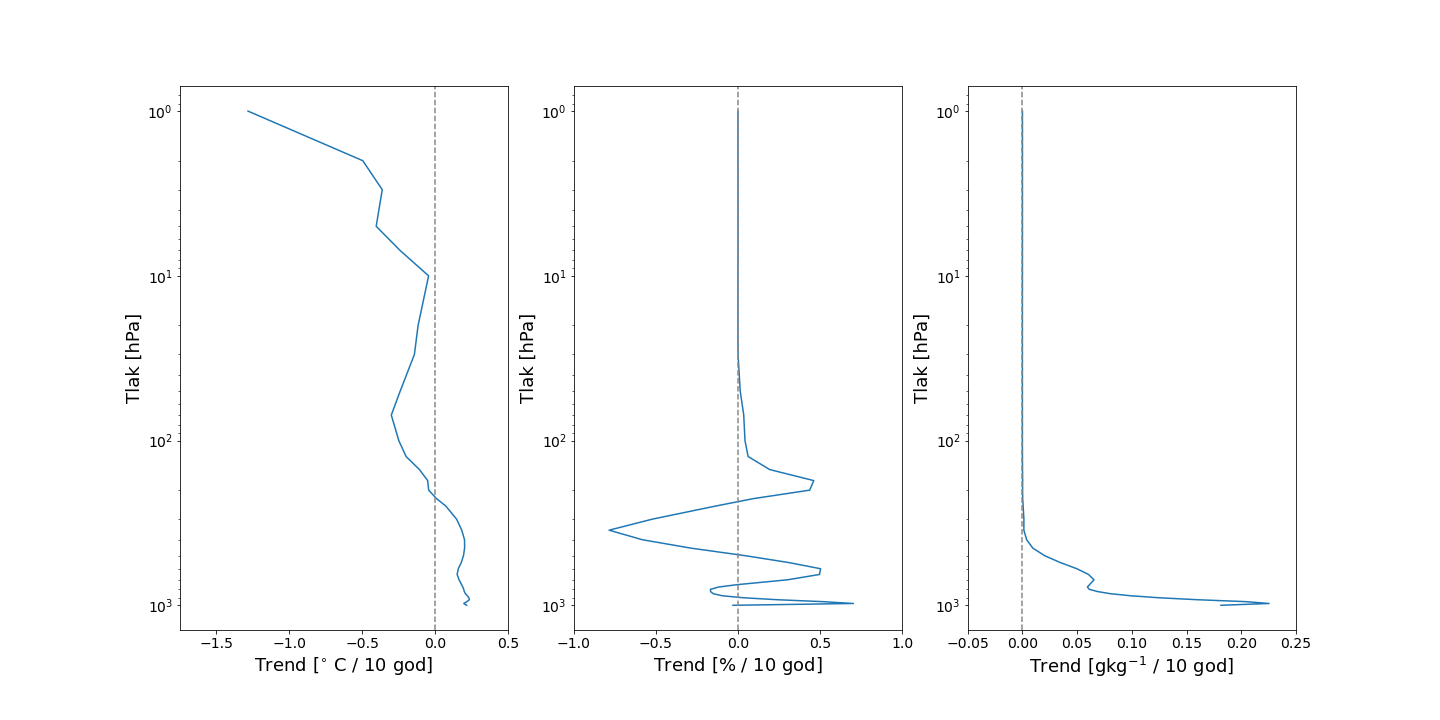 10⁰
10¹
10²
10³
Tlak [hPa]
−1.5 −1.0 −0.5 0.0 0.5
Trend [° C / 10 god]
10⁰
10¹
10²
10³
Tlak [hPa]
−1.0 −0.5 0.0 0.5 1.0
Trend [% / 10 god]
10⁰
10¹
10²
10³
Tlak [hPa]
−0.05 0.00 0.05 0.10 0.15 0.20 0.25
Trend [gkg⁻¹ / 10 god]